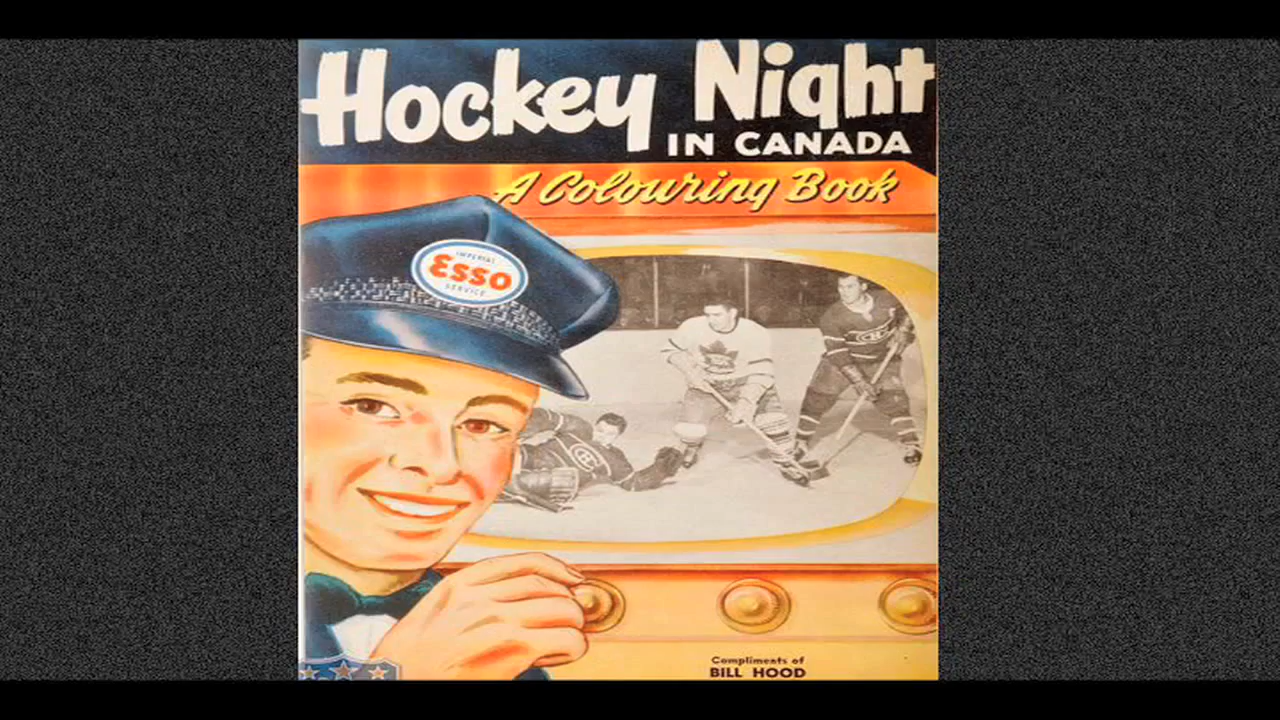 Hockey Night
IN CANADA
A Colouring Book
IMPERIAL
Esso
SERVICE
Compliments of
BILL HOOD